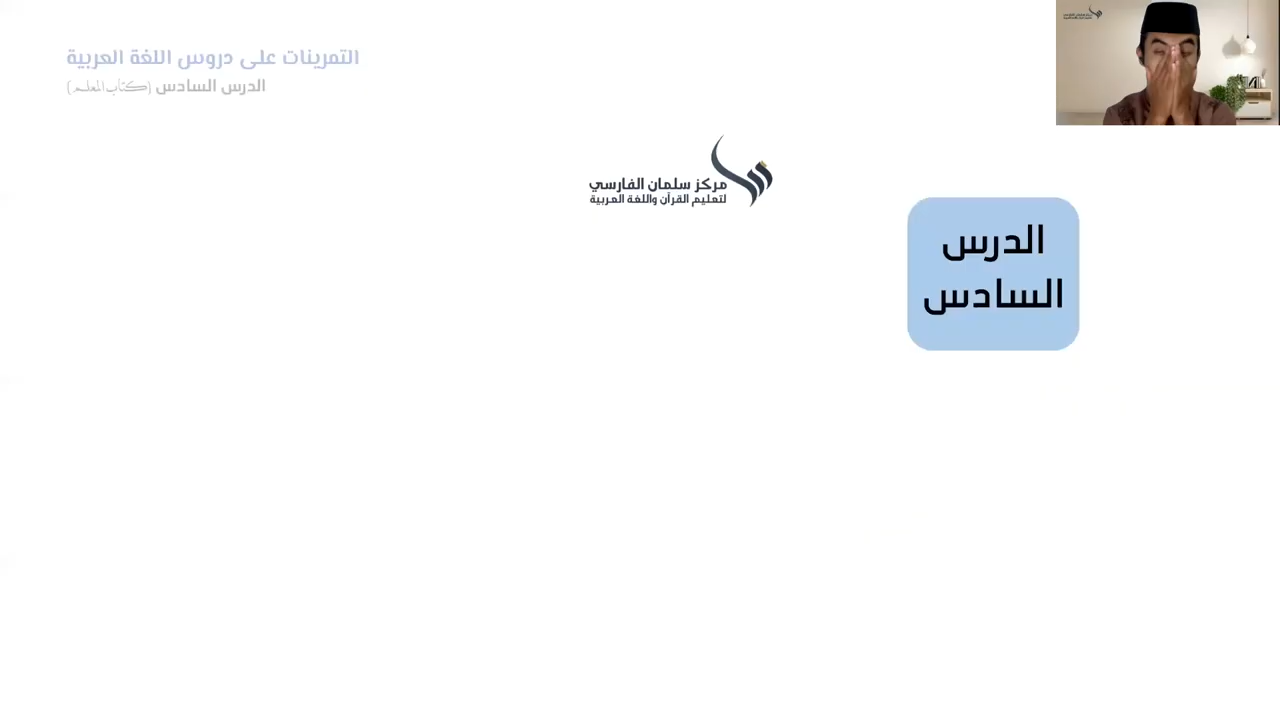 التمرينات على دروس اللغة العربية
الدرس السادس (كتاب المعلم)
مركز سلمان الفارسي
لتعليم القرآن واللغة العربية
الدرس
السادس